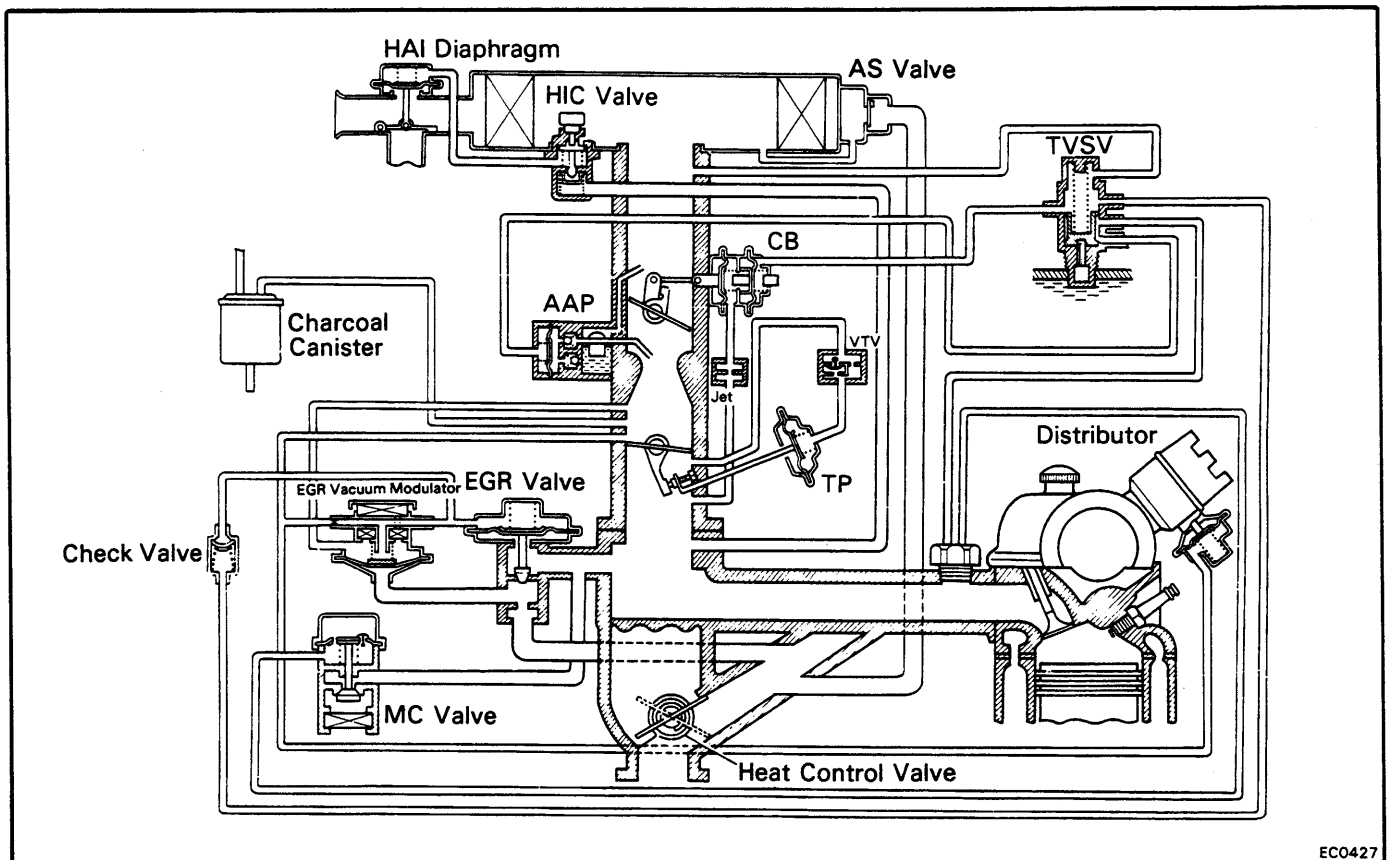 HAI Diaphragm
HIC Valve
AS Valve
TVSV
CB
AAP
Charcoal
Canister
VTV
Jet
Distributor
TP
EGR Vacuum Modulator
EGR Valve
Check Valve
MC Valve
Heat Control Valve
EC0427